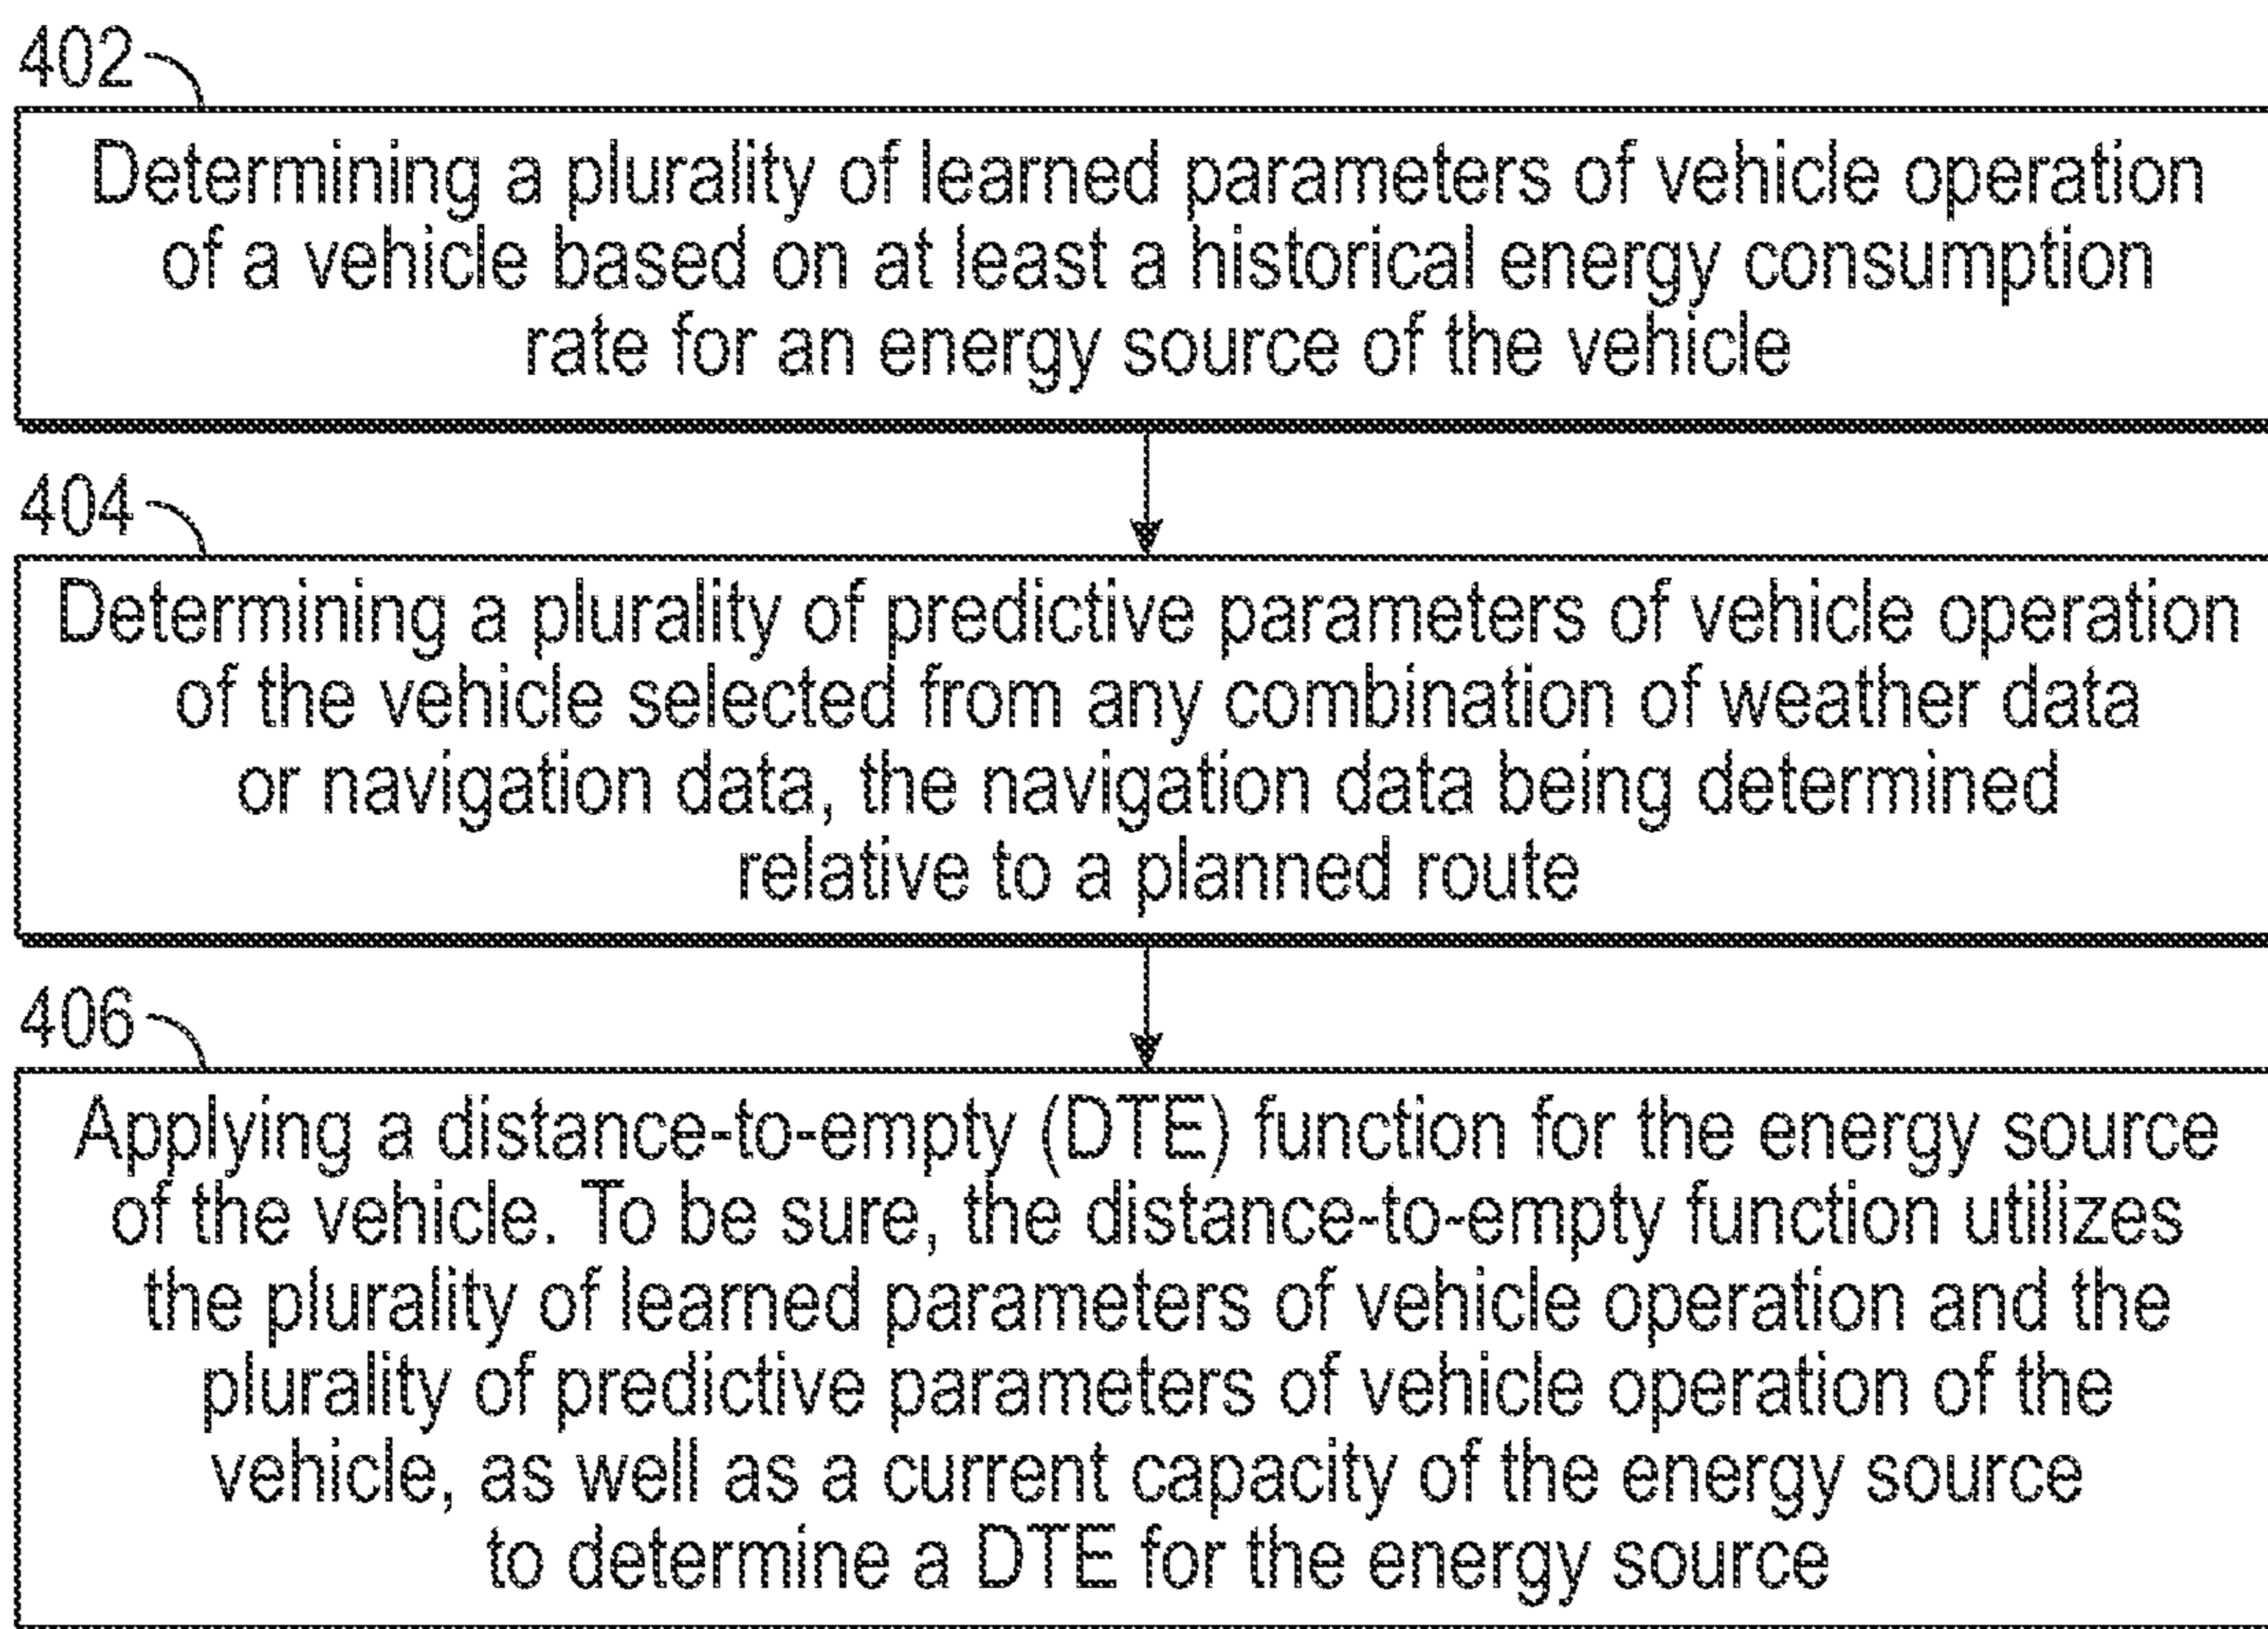 402
Determining a plurality of learned parameters of vehicle operation
of a vehicle based on at least a historical energy consumption
rate for an energy source of the vehicle
404
Determining a plurality of predictive parameters of vehicle operation
of the vehicle selected from any combination of weather data
or navigation data, the navigation data being determined
relative to a planned route
406
Applying a distance-to-empty (DTE) function for the energy source
of the vehicle. To be sure, the distance-to-empty function utilizes
the plurality of learned parameters of vehicle operation and the
plurality of predictive parameters of vehicle operation of the
vehicle, as well as a current capacity of the energy source
to determine a DTE for the energy source